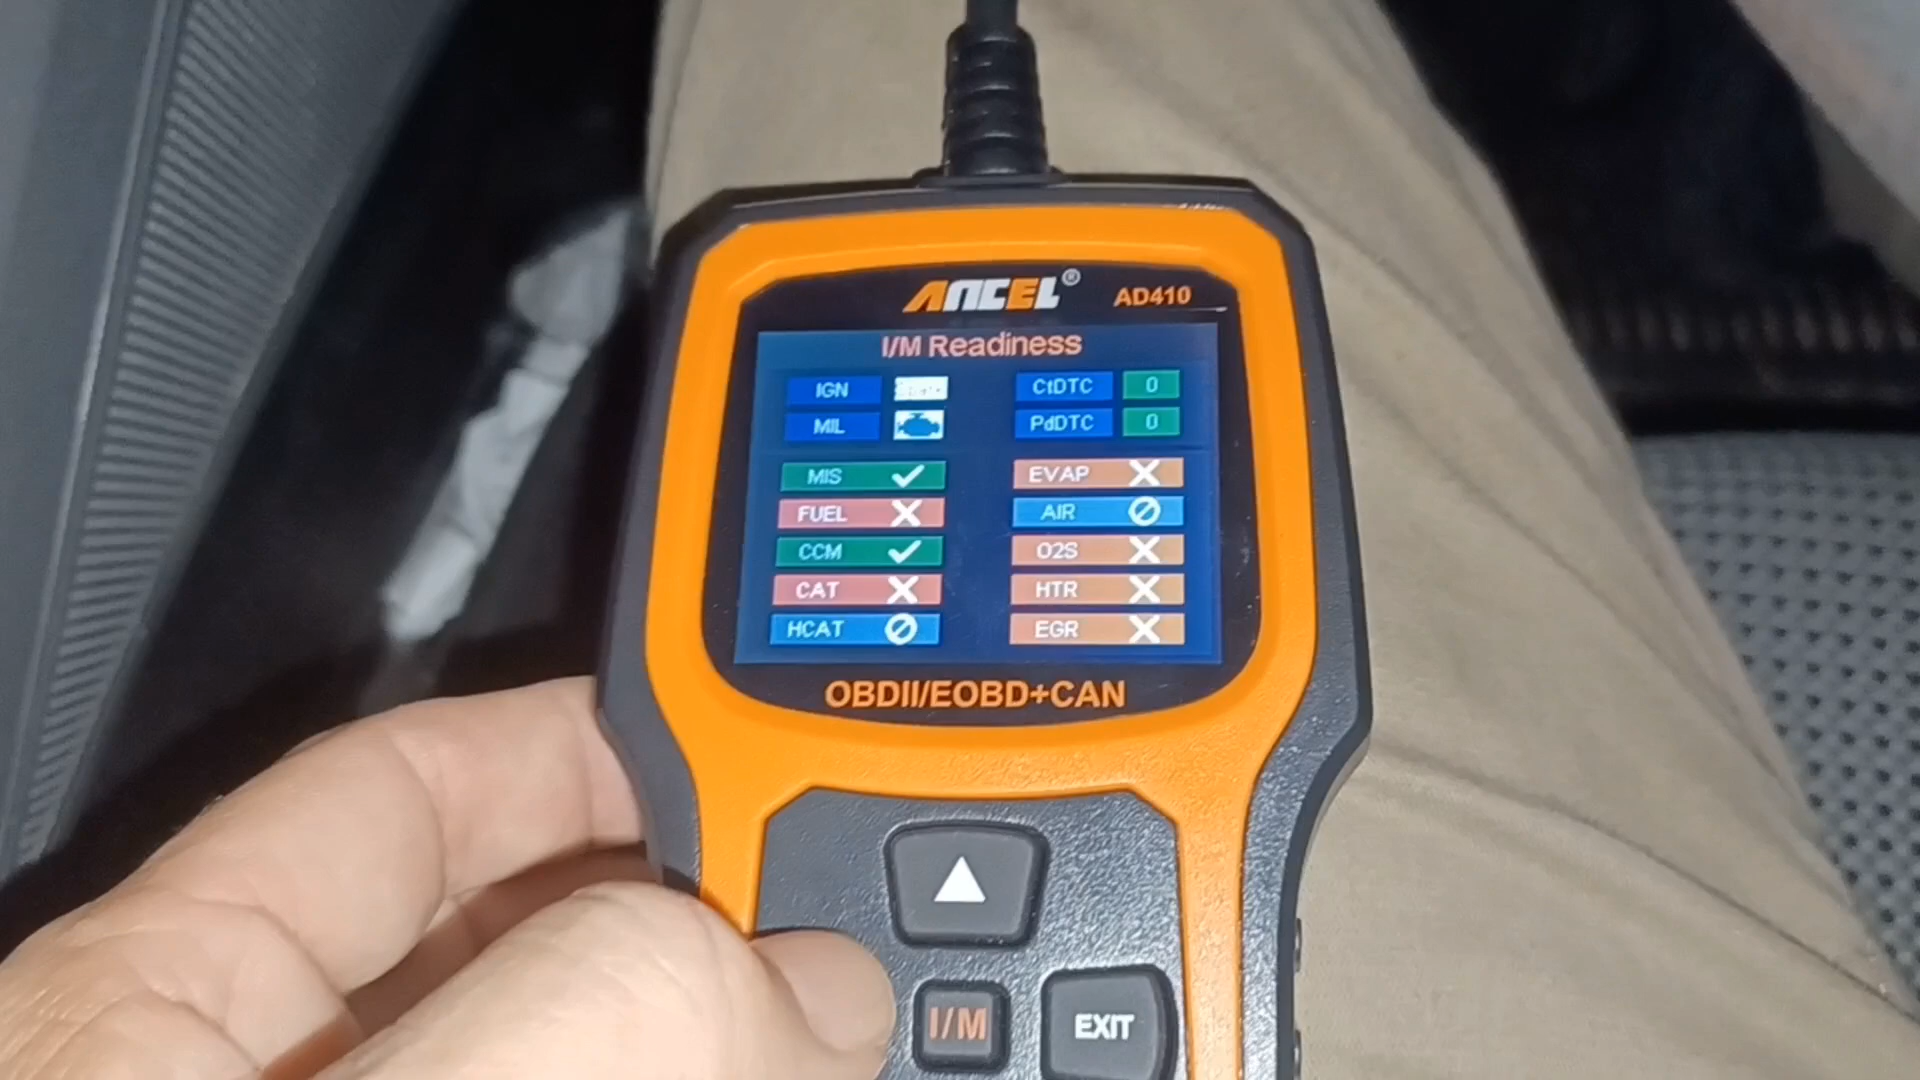 ANCEL® AD410
I/M Readiness
IGN
CtDTC 0
MIL
PdDTC 0
MIS
EVAP
FUEL
AIR
CCM
O2S
CAT
HTR
HCAT
EGR
OBDII/EOBD+CAN
I/M
EXIT